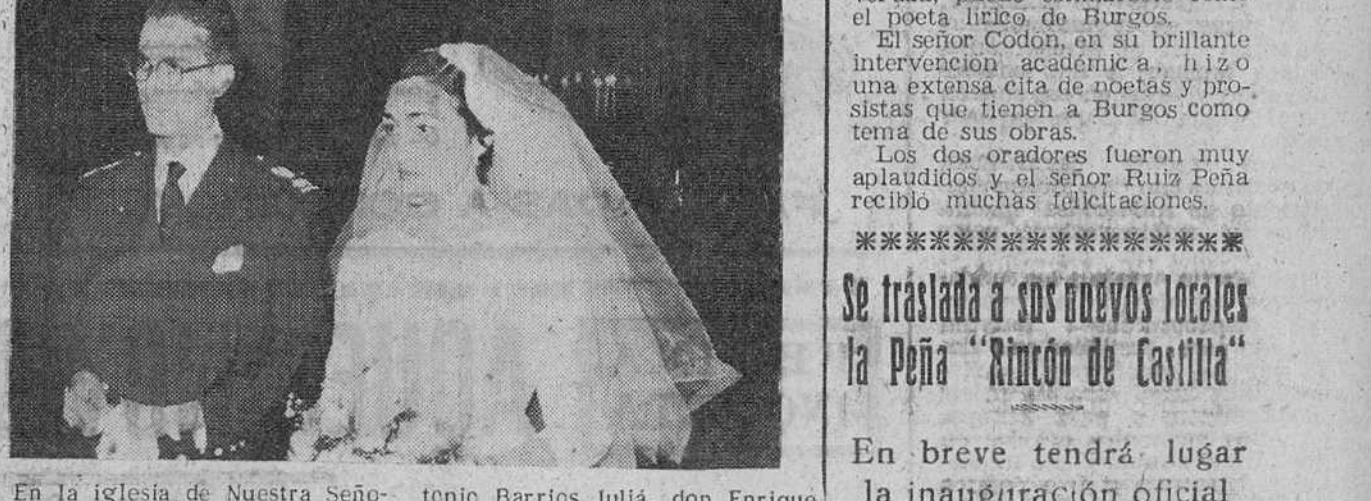 En la iglesia de Nuestra Seño-
tonio Barrios Juliá, don Enrique
el poeta lírico de Burgos.
El señor Codón, en su brillante
intervención académica, hizo
una extensa cita de poetas y pro-
sistas que tienen a Burgos como
tema de sus obras.
Los dos oradores fueron muy
aplaudidos y el señor Ruiz Peña
recibió muchas felicitaciones.
Se traslada a sus nuevos locales
la Peña "Rincón de Castilla"
En breve tendrá lugar
la inauguración oficial